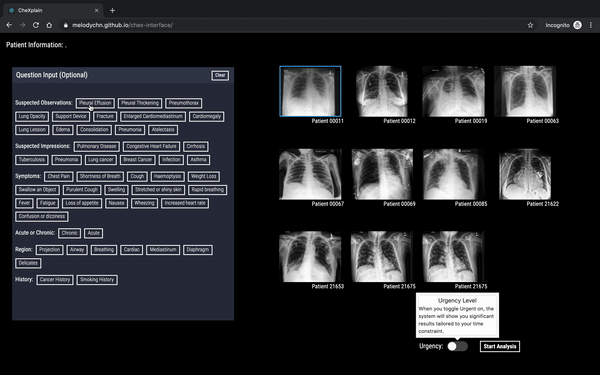 CheXplain
melodychn.github.io/chex-interface/
Incognito
Patient Information: .
Question Input (Optional)
Clear
Suspected Observations: Pleural Effusion Pleural Thickening Pneumothorax
Lung Opacity Support Device Fracture Enlarged Cardiomediastinum Cardiomegaly
Lung Lession Edema Consolidation Pneumonia Atelectasis
Suspected Impressions: Pulmonary Disease Congestive Heart Failure Cirrhosis
Tuberculosis Pneumonia Lung cancer Breast Cancer Infection Asthma
Symptoms: Chest Pain Shortness of Breath Cough Haemoptysis Weight Loss
Swallow an Object Purulent Cough Swelling Stretched or shiny skin Rapid breathing
Fever Fatigue Loss of appetite Nausea Wheezing Increased heart rate
Confusion or dizziness
Acute or Chronic: Chronic Acute
Region: Projection Airway Breathing Cardiac Mediastinum Diaphragm
Delicates
History: Cancer History Smoking History
Patient 00011
Patient 00012
Patient 00019
Patient 00063
Patient 00067
Patient 00069
Patient 00085
Patient 21622
Patient 21653
Patient 21675
Patient 21675
Urgency Level
When you toggle Urgent on, the
system will show you significant
results tailored to your time
constraint.
Urgency:
Start Analysis